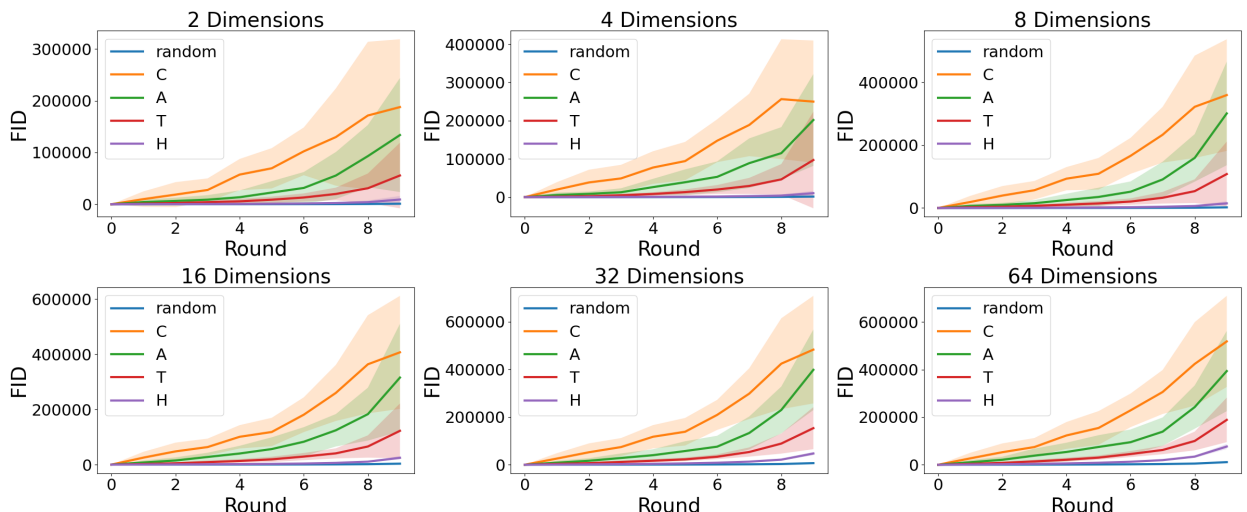 2 Dimensions
FID
300000
200000
100000
0
random
C
A
T
H
0 2 4 6 8
Round
4 Dimensions
FID
400000
300000
200000
100000
0
random
C
A
T
H
0 2 4 6 8
Round
8 Dimensions
FID
400000
200000
0
random
C
A
T
H
0 2 4 6 8
Round
16 Dimensions
FID
600000
400000
200000
0
random
C
A
T
H
0 2 4 6 8
Round
32 Dimensions
FID
600000
400000
200000
0
random
C
A
T
H
0 2 4 6 8
Round
64 Dimensions
FID
600000
400000
200000
0
random
C
A
T
H
0 2 4 6 8
Round